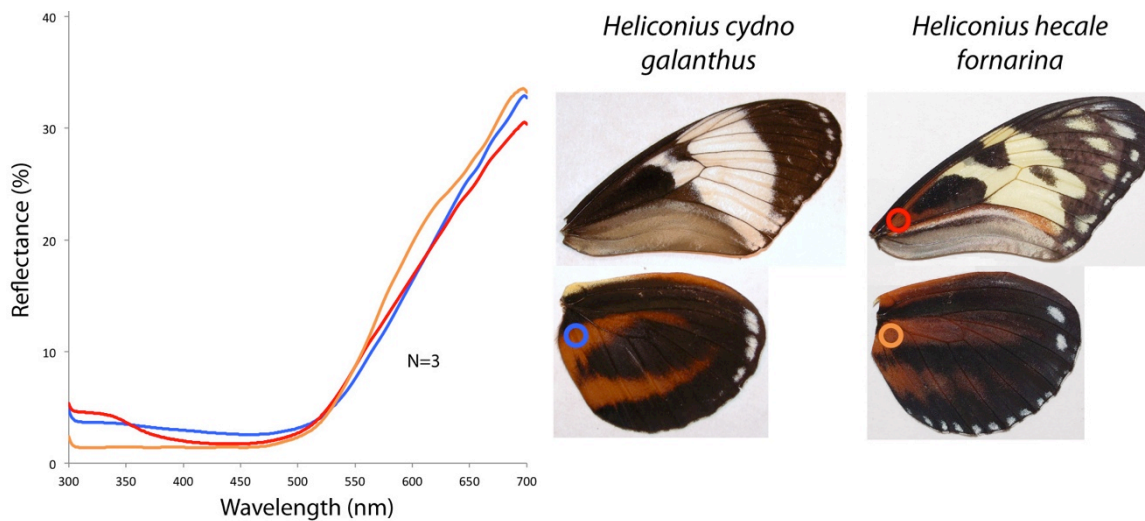 40
30
20
10
0
Reflectance (%)
N=3
300
350
400
450
500
550
600
650
700
Wavelength (nm)
Heliconius cydno
galanthus
Heliconius hecale
fornarina